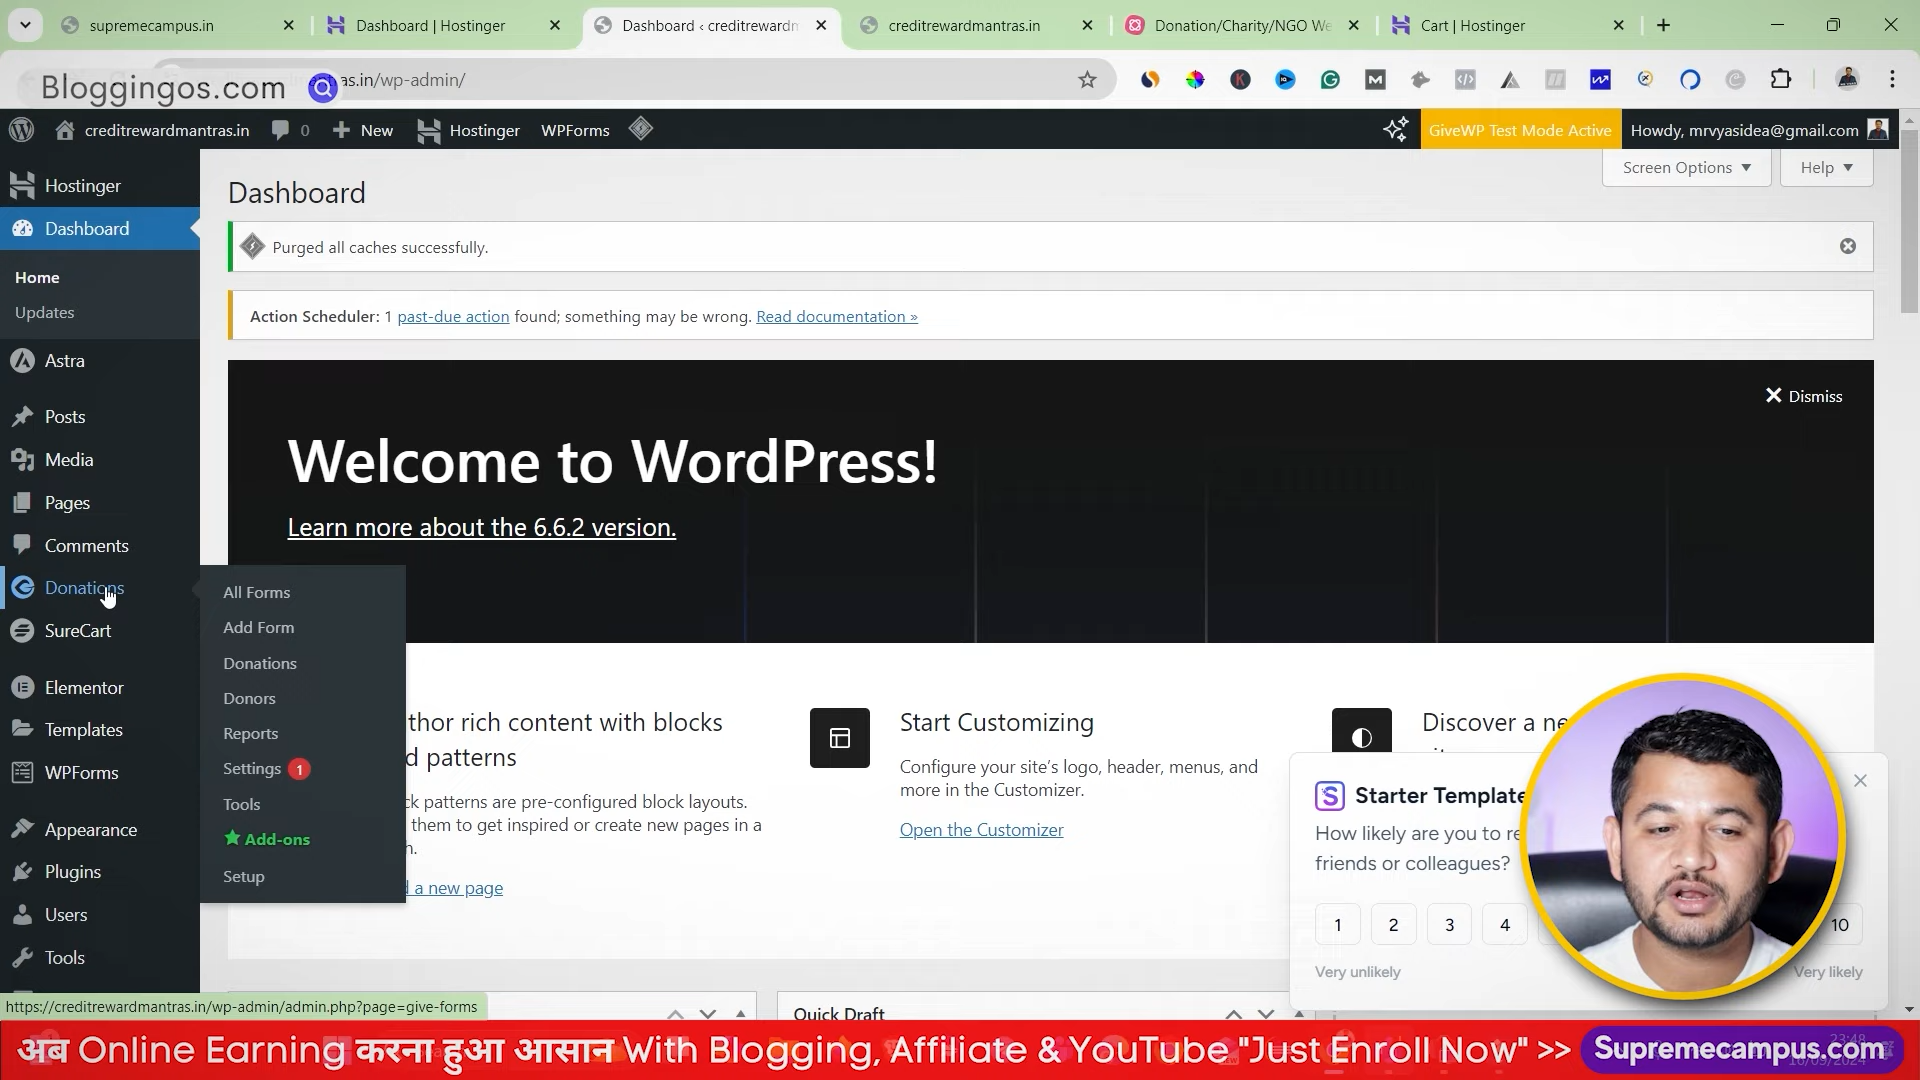 supremecampus.in
Dashboard | Hostinger
Dashboard ‹ creditrewardm
creditrewardmantras.in
Donation/Charity/NGO We
Cart | Hostinger
Bloggingos.com
as.in/wp-admin/
creditrewardmantras.in
0
New
Hostinger
WPForms
GiveWP Test Mode Active
Howdy, mrvyasidea@gmail.com
Screen Options
Help
Hostinger
Dashboard
Home
Updates
Astra
Posts
Media
Pages
Comments
Donations
SureCart
Elementor
Templates
WPForms
Appearance
Plugins
Users
Tools
All Forms
Add Form
Donations
Donors
Reports
Settings 1
Tools
Add-ons
Setup
Dashboard
Purged all caches successfully.
Action Scheduler: 1 past-due action found; something may be wrong. Read documentation »
Dismiss
Welcome to WordPress!
Learn more about the 6.6.2 version.
thor rich content with blocks
d patterns
ck patterns are pre-configured block layouts.
them to get inspired or create new pages in a
n.
a new page
Start Customizing
Configure your site's logo, header, menus, and
more in the Customizer.
Open the Customizer
Discover a ne
Starter Template
How likely are you to re
friends or colleagues?
1 2 3 4 10
Very unlikely
Very likely
Quick Draft
https://creditrewardmantras.in/wp-admin/admin.php?page=give-forms
अब Online Earning करना हुआ आसान With Blogging, Affiliate & YouTube "Just Enroll Now" >>
Supremecampus.com